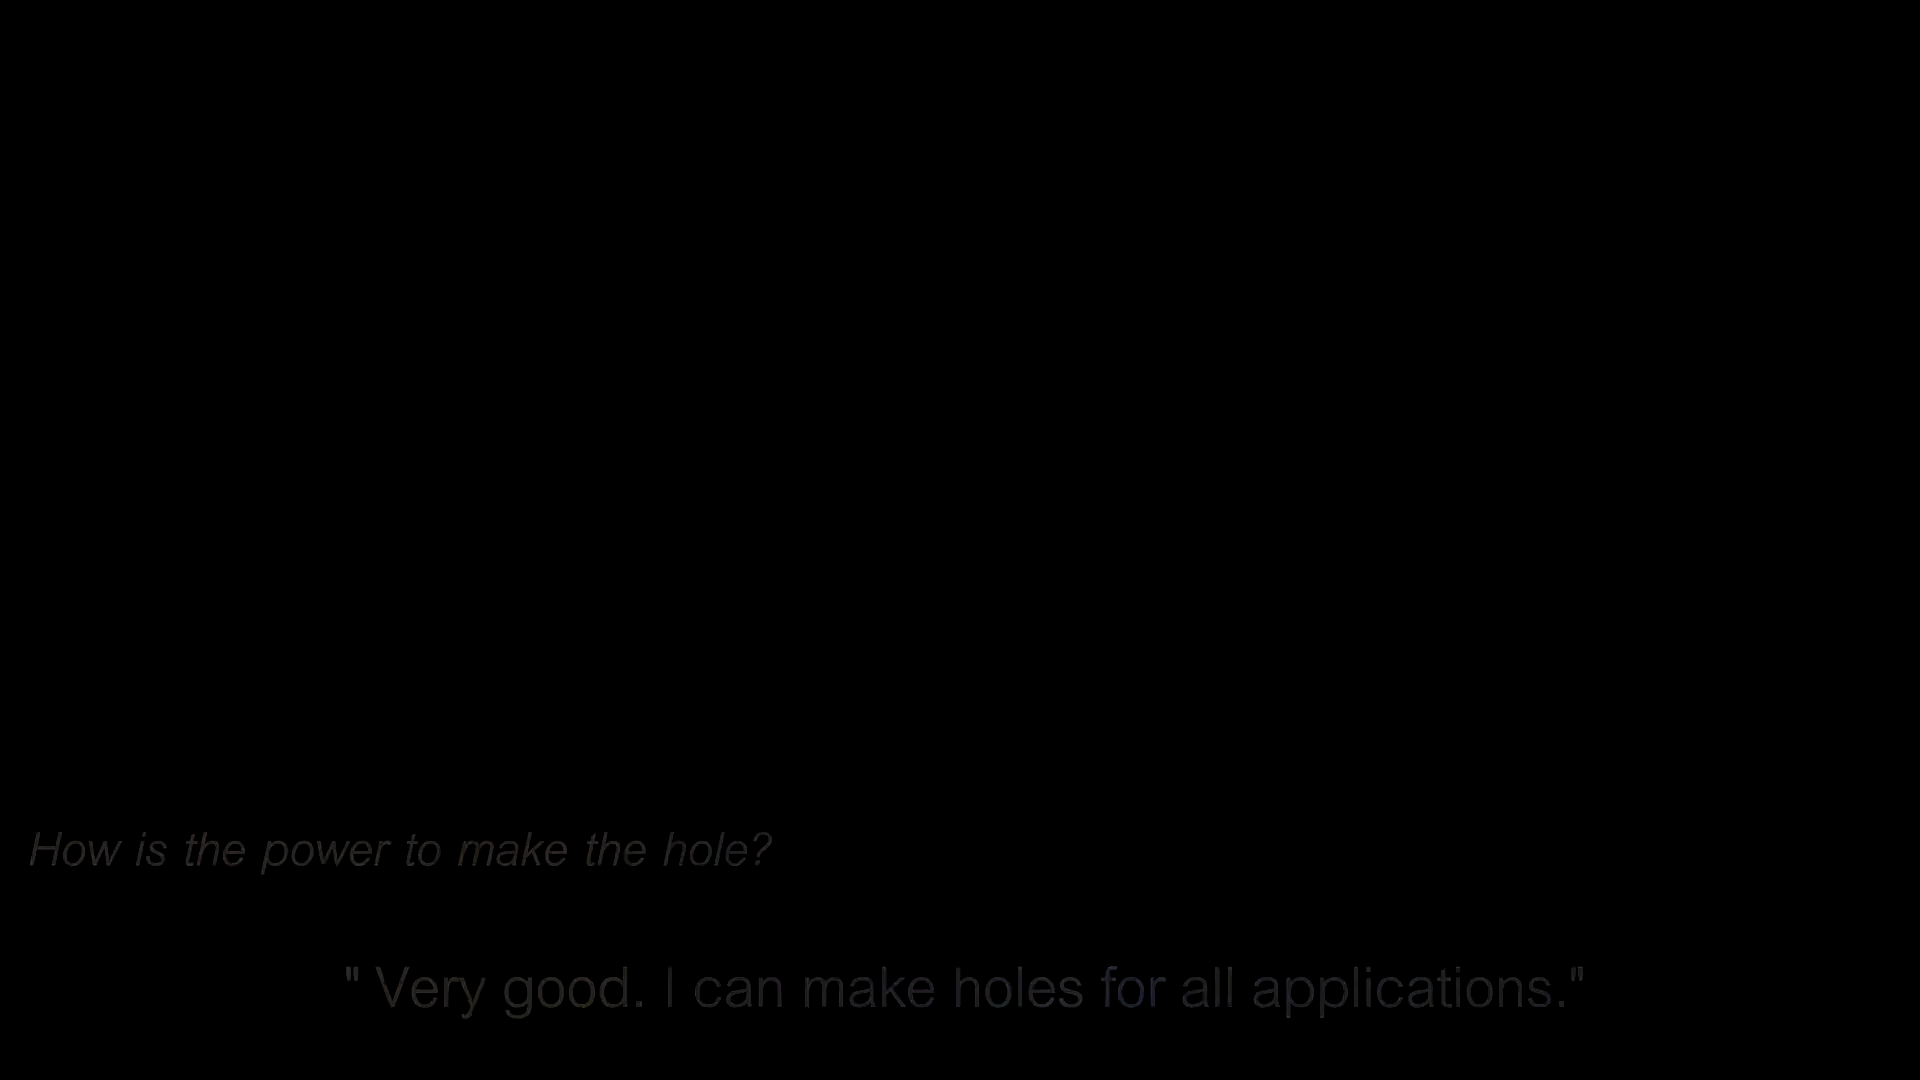 How is the power to make the hole?
" Very good. I can make holes for all applications."